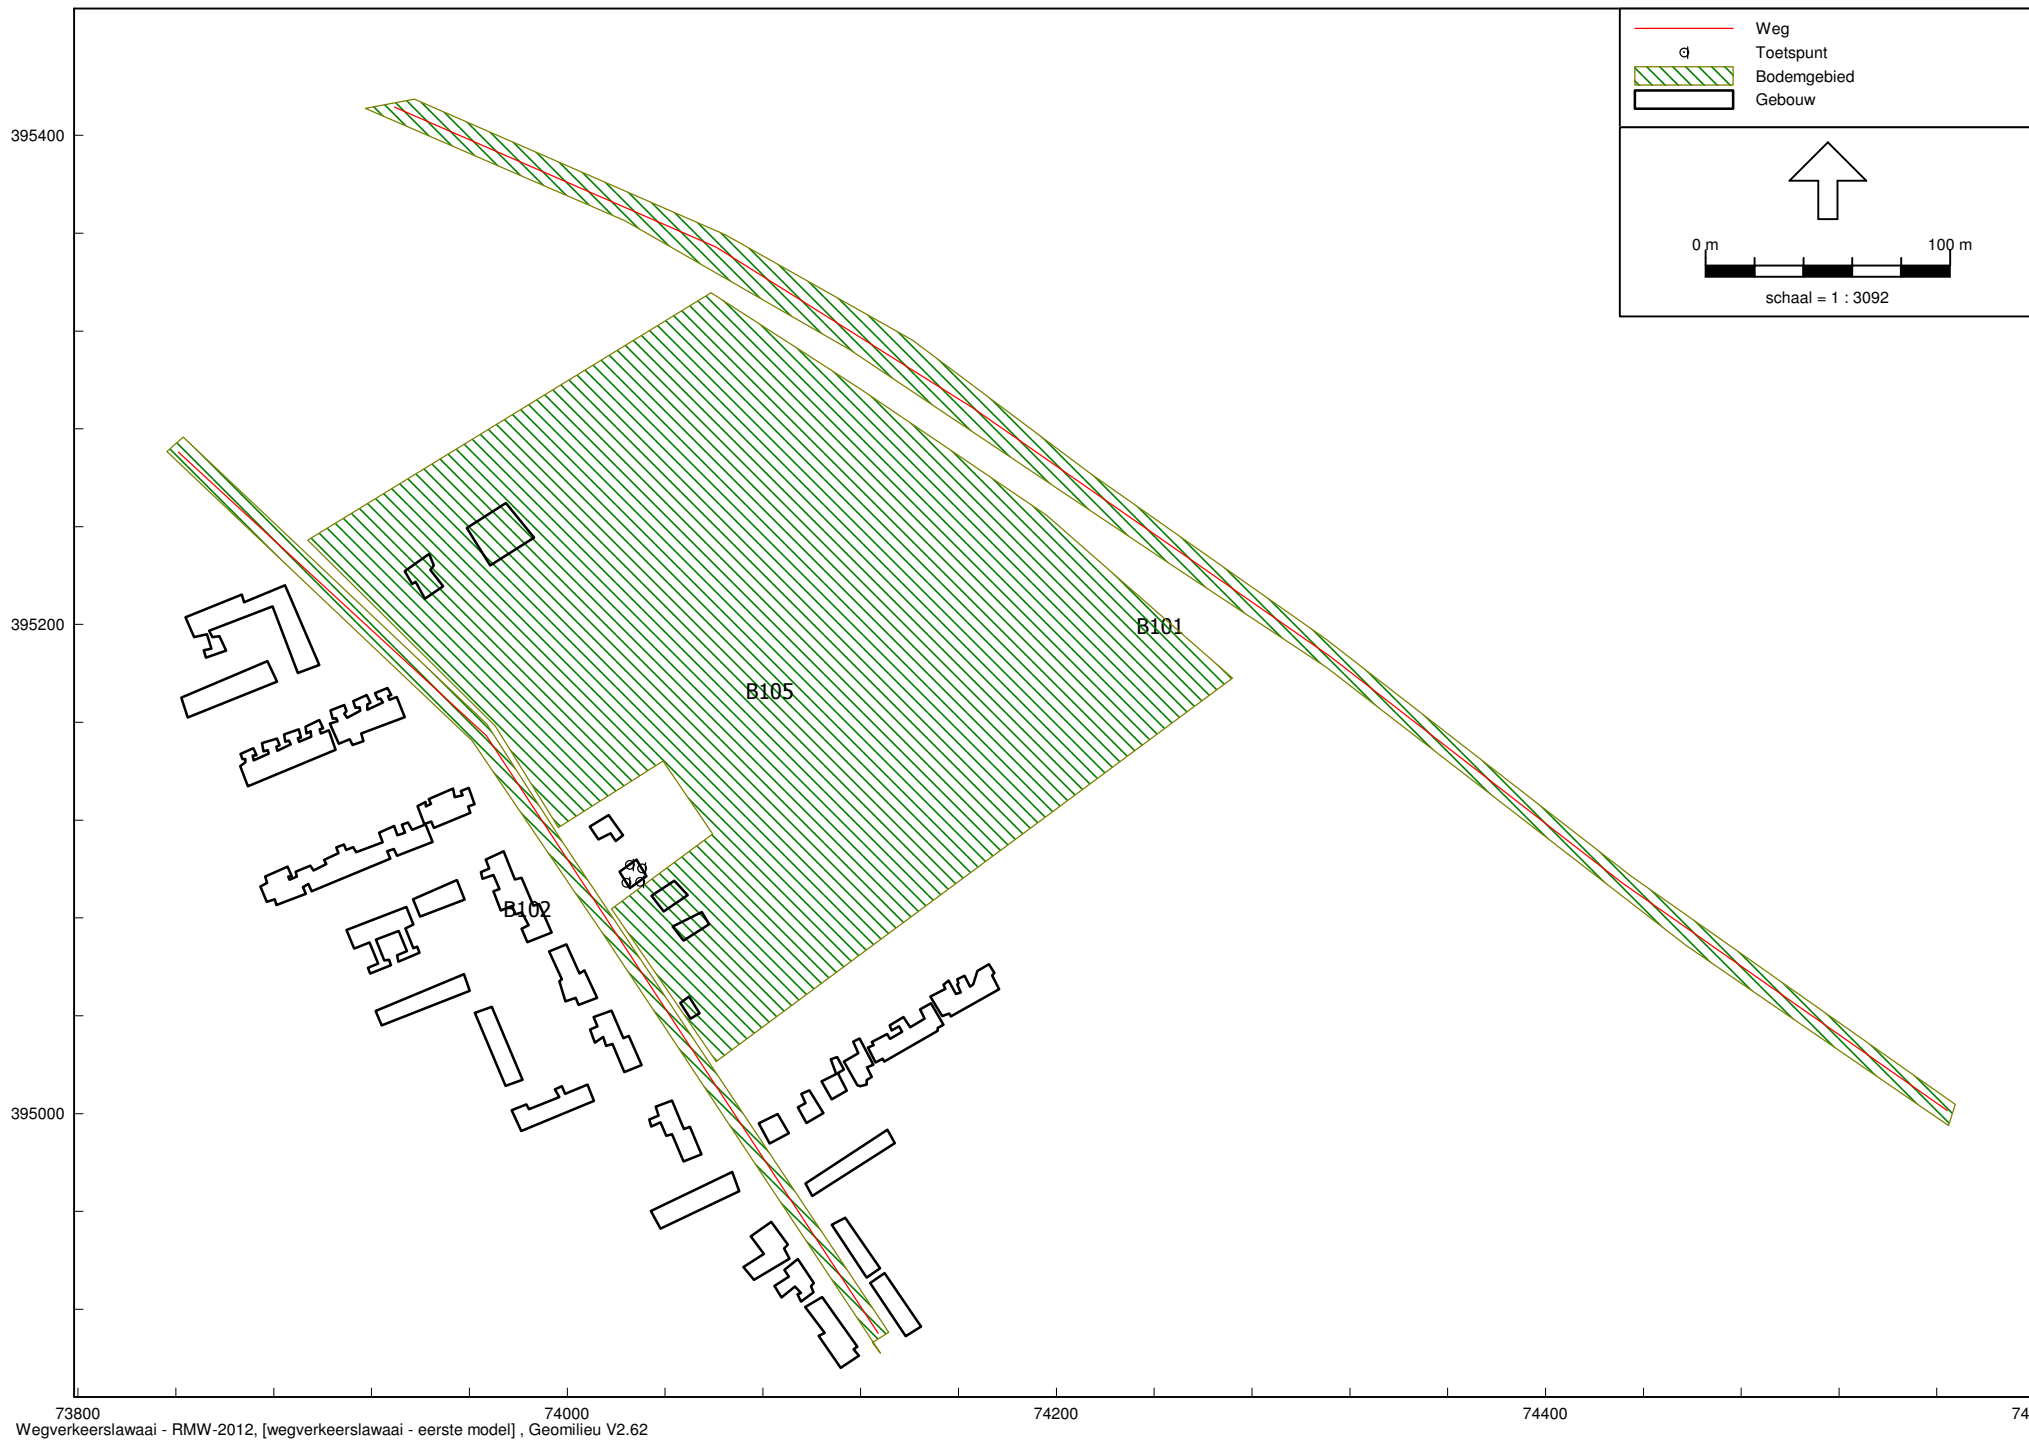 Weg
Toetspunt
Bodemgebied
Gebouw
0 m 100 m
schaal = 1 : 3092
395400
395200
395000
B101
B105
B102
73800 74000 74200 74400 74
Wegverkeerslawaai - RMW-2012, [wegverkeerslawaai - eerste model] , Geomilieu V2.62